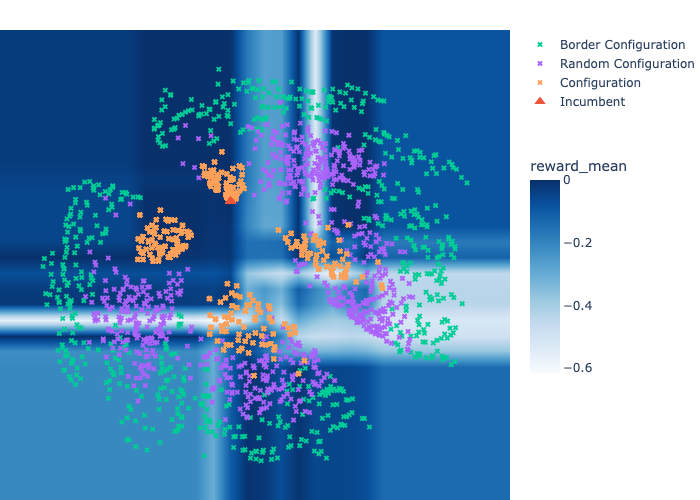 Border Configuration
Random Configuration
Configuration
Incumbent
reward_mean
0
−0.2
−0.4
−0.6